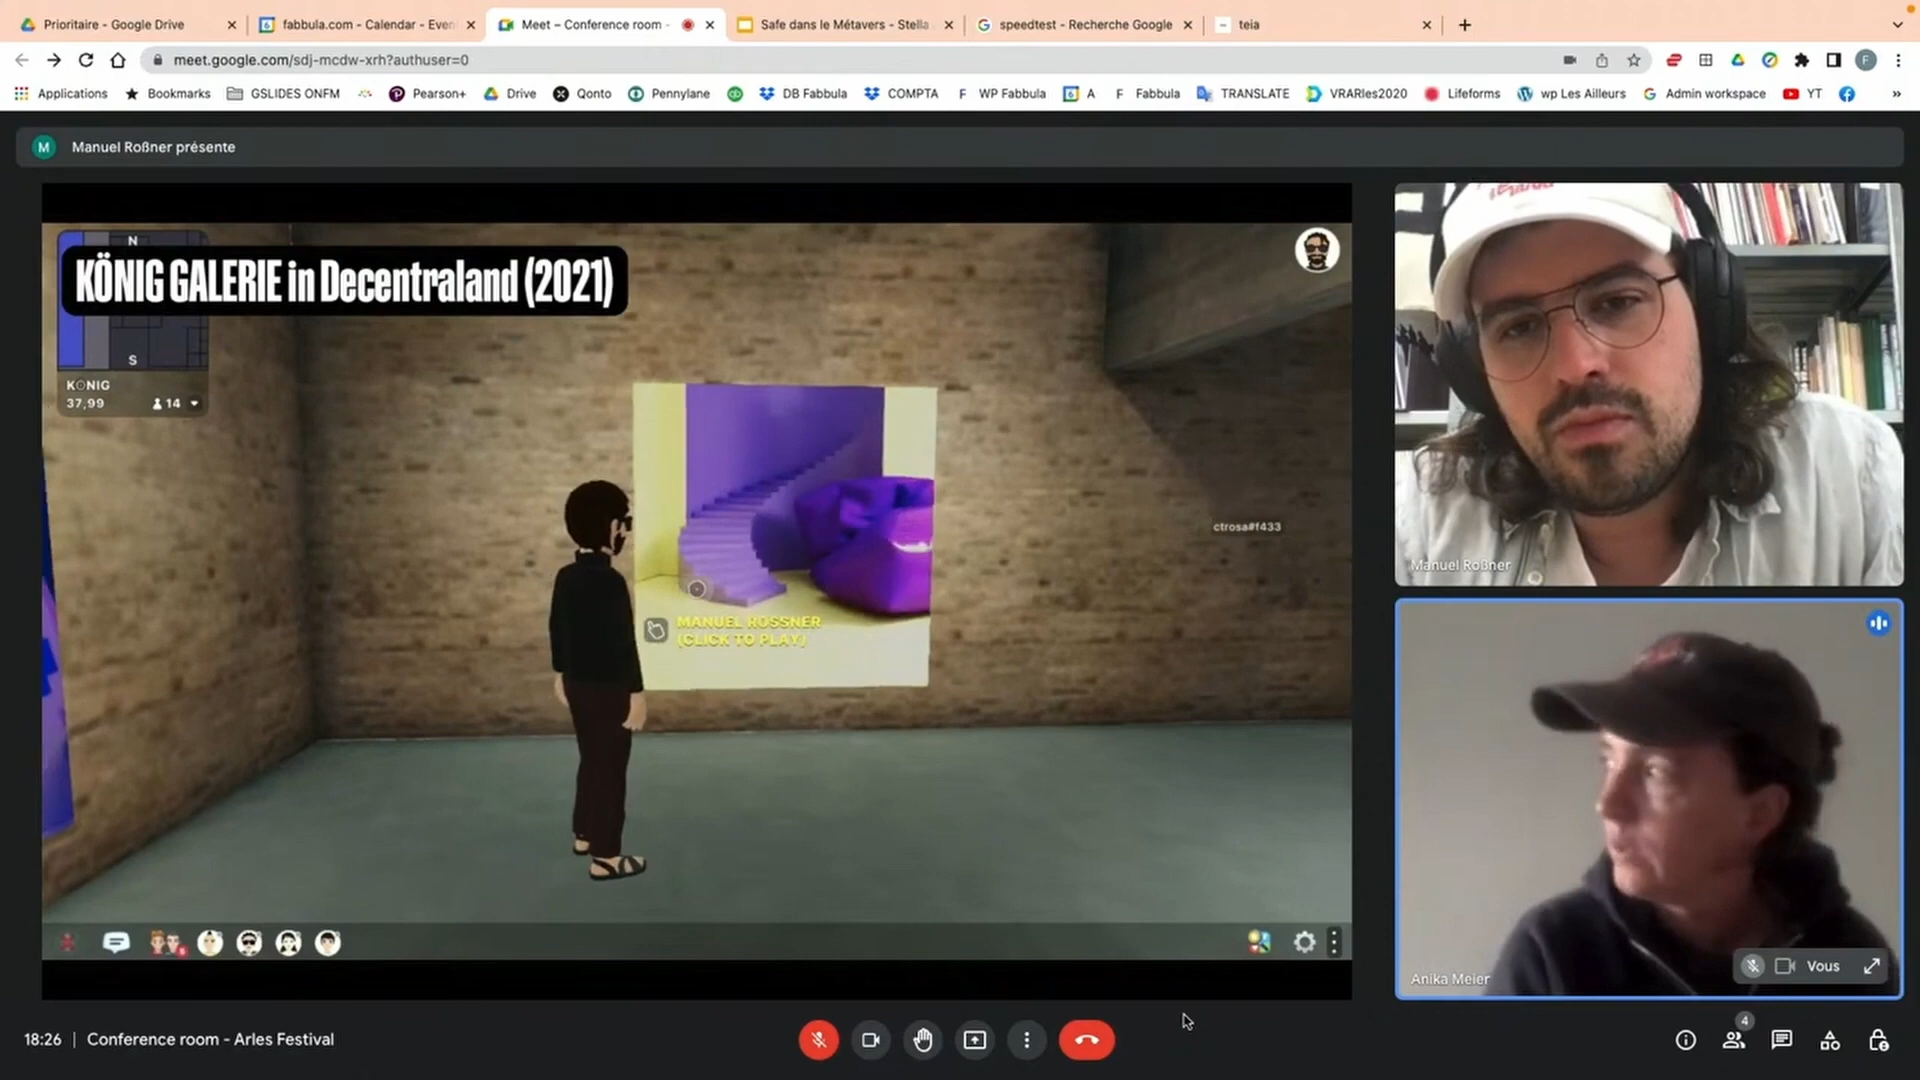 Prioritaire - Google Drive
fabbula.com - Calendar - Even
Meet – Conference room -
Safe dans le Métavers - Stella
speedtest - Recherche Google
teia
meet.google.com/sdj-mcdw-xrh?authuser=0
F
Applications
Bookmarks
GSLIDES ONFM
Pearson+
Drive
Qonto
Pennylane
DB Fabbula
COMPTA
F WP Fabbula
A
F Fabbula
TRANSLATE
VRARles2020
Lifeforms
wp Les Ailleurs
Admin workspace
YT
»
M Manuel Roßner présente
N
KÖNIG GALERIE in Decentraland (2021)
S
KÖNIG
37,99
14
ctrosa#f433
MANUEL ROSSNER
(CLICK TO PLAY)
Manuel Roßner
Anika Meier
Vous
18:26 | Conference room - Arles Festival
4